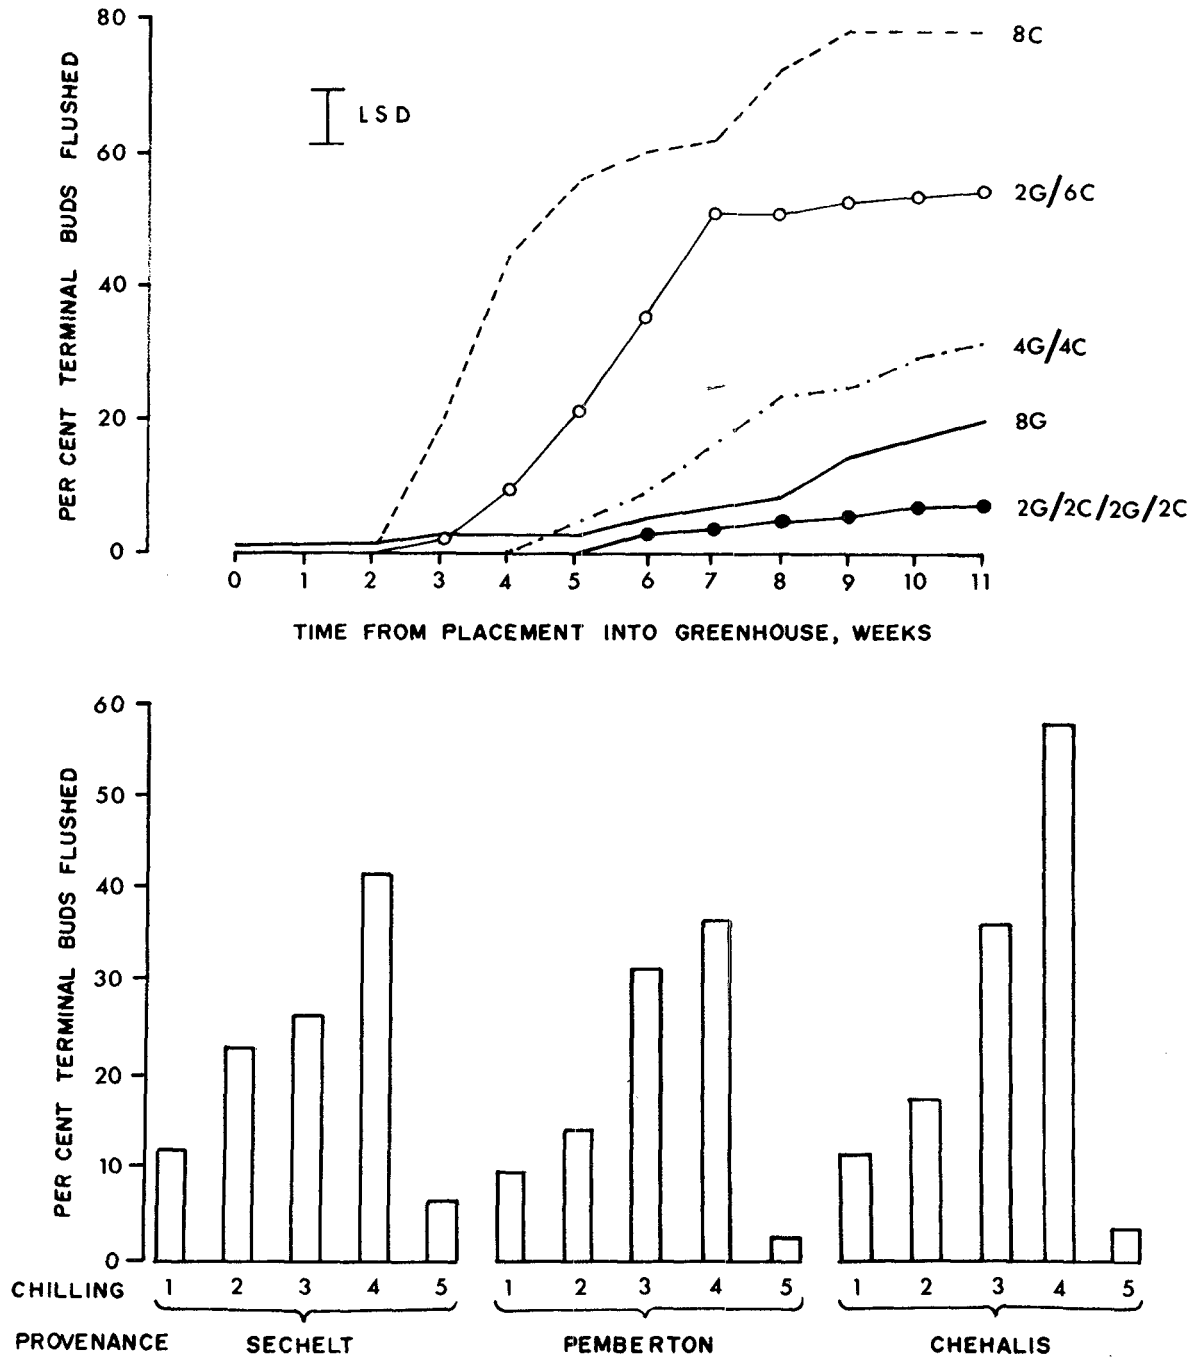 80
8C
LSD
60
2G/6C
40
4G/4C
20
8G
2G/2C/2G/2C
0
PER CENT TERMINAL BUDS FLUSHED
0 1 2 3 4 5 6 7 8 9 10 11
TIME FROM PLACEMENT INTO GREENHOUSE, WEEKS
60
50
40
30
20
10
0
PER CENT TERMINAL BUDS FLUSHED
CHILLING 1 2 3 4 5 1 2 3 4 5 1 2 3 4 5
PROVENANCE SECHELT PEMBERTON CHEHALIS